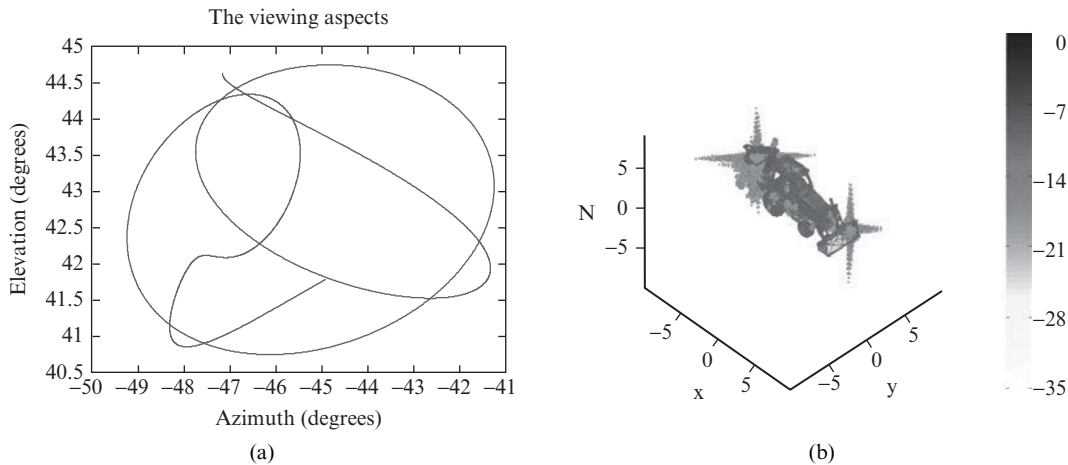 The viewing aspects
45
44.5
44
43.5
43
42.5
42
41.5
41
40.5
Elevation (degrees)
−50 −49 −48 −47 −46 −45 −44 −43 −42 −41
Azimuth (degrees)
(a)
N
5
0
−5
−5
0
5
x
−5
0
5
y
(b)
0
−7
−14
−21
−28
−35